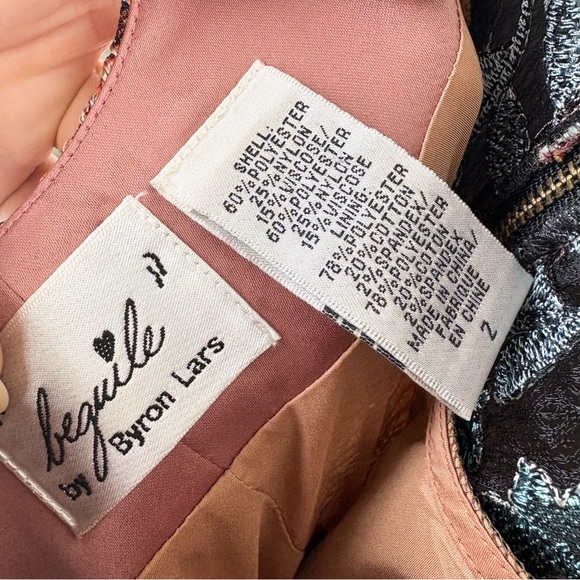 beguile
by Byron Lars
SHELL:
60% POLYESTER
25% NYLON
15% VISCOSE/
60% POLYESTER
25% NYLON
15% VISCOSE
LINING:
78% POLYESTER
20% COTTON
2% SPANDEX/
78% POLYESTER
20% COTTON
2% SPANDEX
MADE IN CHINA/
FABRIQUE
EN CHINE
2